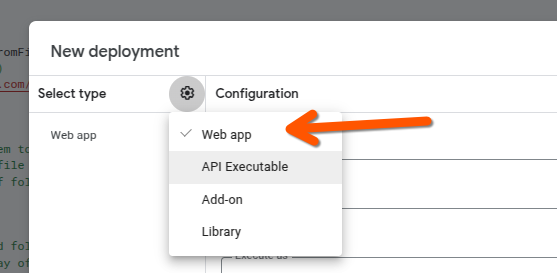 romFi
New deployment
)
.com/
Select type
Configuration
Web app
Web app
em to
API Executable
file
f fol
Add-on
Library
d fol
ay of
Execute as